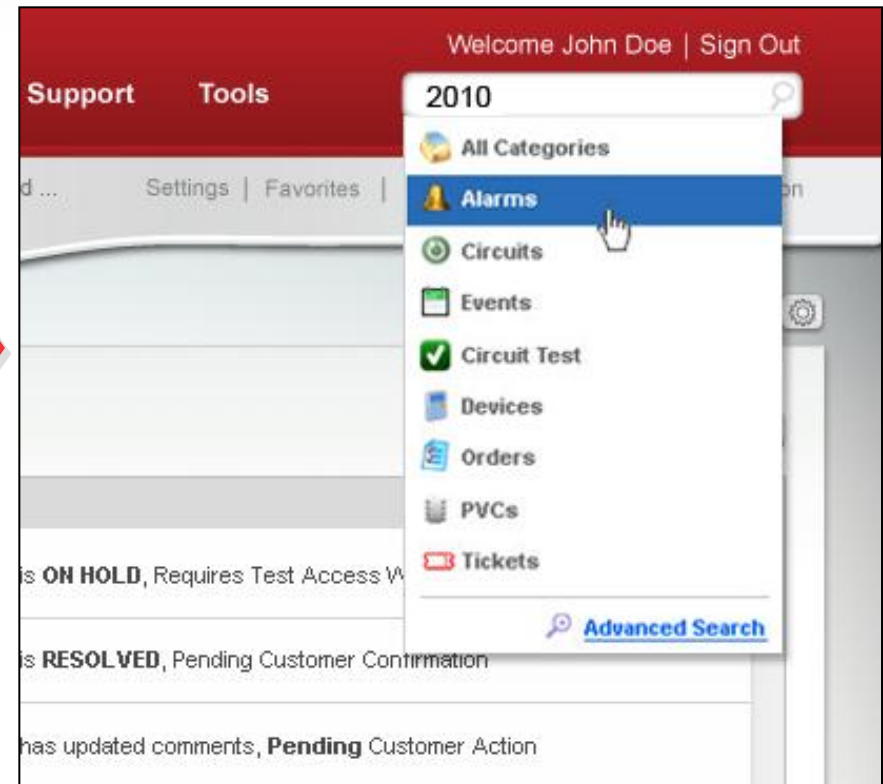 Welcome John Doe | Sign Out
Support Tools 2010
All Categories
d ... Settings | Favorites | on
Alarms
Circuits
Events
Circuit Test
Devices
Orders
PVCs
is ON HOLD, Requires Test Access W
Tickets
Advanced Search
is RESOLVED, Pending Customer Confirmation
has updated comments, Pending Customer Action